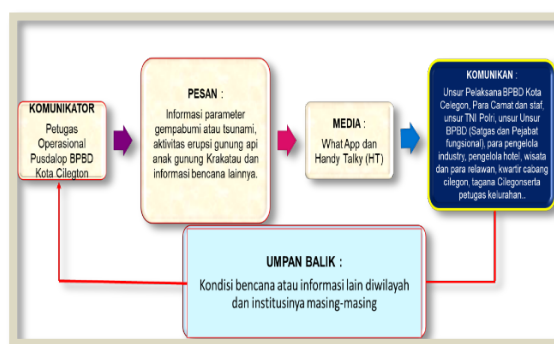 KOMUNIKATOR
Petugas
Operasional
Pusdalop BPBD
Kota Cilegton
PESAN :
Informasi parameter
gempabumi atau tsunami,
aktivitas erupsi gunung api
anak gunung Krakatau dan
informasi bencana lainnya.
MEDIA :
What App dan
Handy Talky (HT)
KOMUNIKAN :
Unsur Pelaksana BPBD Kota
Celegon, Para Camat dan staf,
unsur TNI Polri, unsur Unsur
BPBD (Satgas dan Pejabat
fungsional), para pengelola
industry, pengelola hotel, wisata
dan para relawan, kwartir cabang
cilegon, tagana Cilegonserta
petugas kelurahan..
UMPAN BALIK :
Kondisi bencana atau informasi lain diwilayah
dan institusinya masing-masing